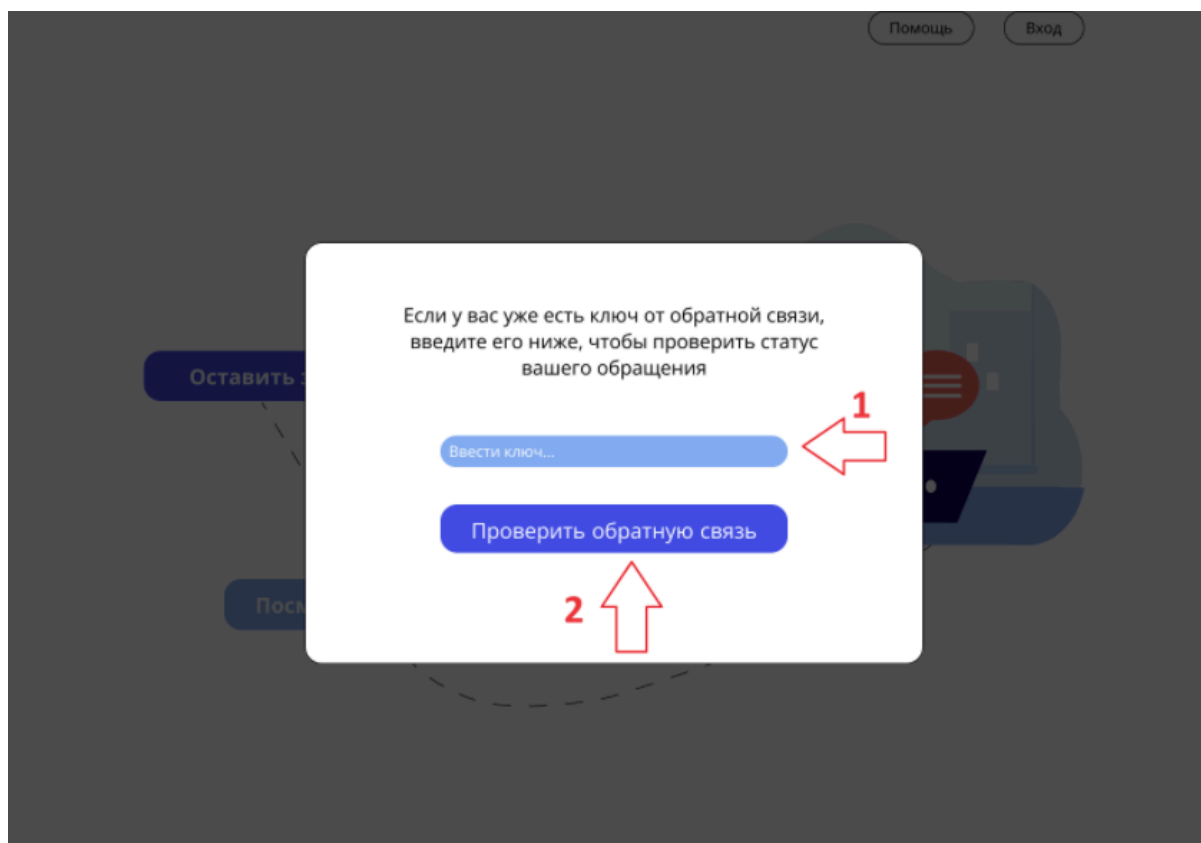 Помощь
Вход
Если у вас уже есть ключ от обратной связи,
введите его ниже, чтобы проверить статус
вашего обращения
Оставить
1
Ввести ключ...
Проверить обратную связь
2